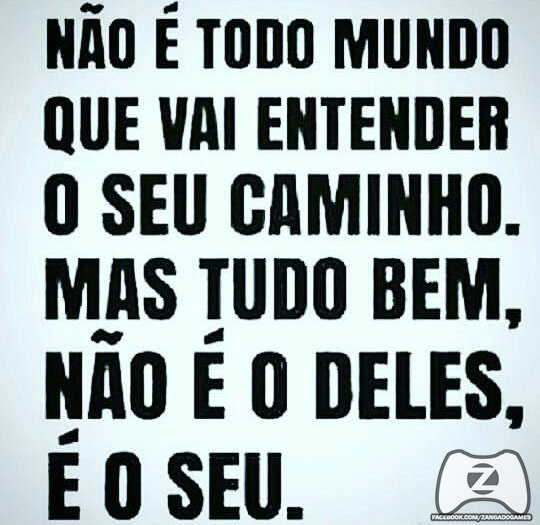 NÃO É TODO MUNDO
QUE VAI ENTENDER
O SEU CAMINHO.
MAS TUDO BEM,
NÃO É O DELES,
É O SEU.
Z
FACEBOOK.COM/ZANGADOGAMES